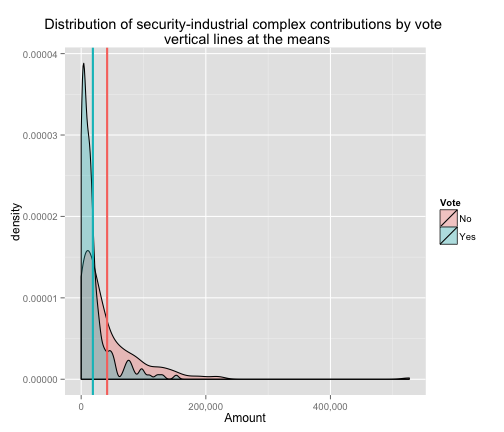 Distribution of security-industrial complex contributions by vote
vertical lines at the means
0.00004
0.00003
0.00002
0.00001
0.00000
density
0
200,000
400,000
Amount
Vote
No
Yes